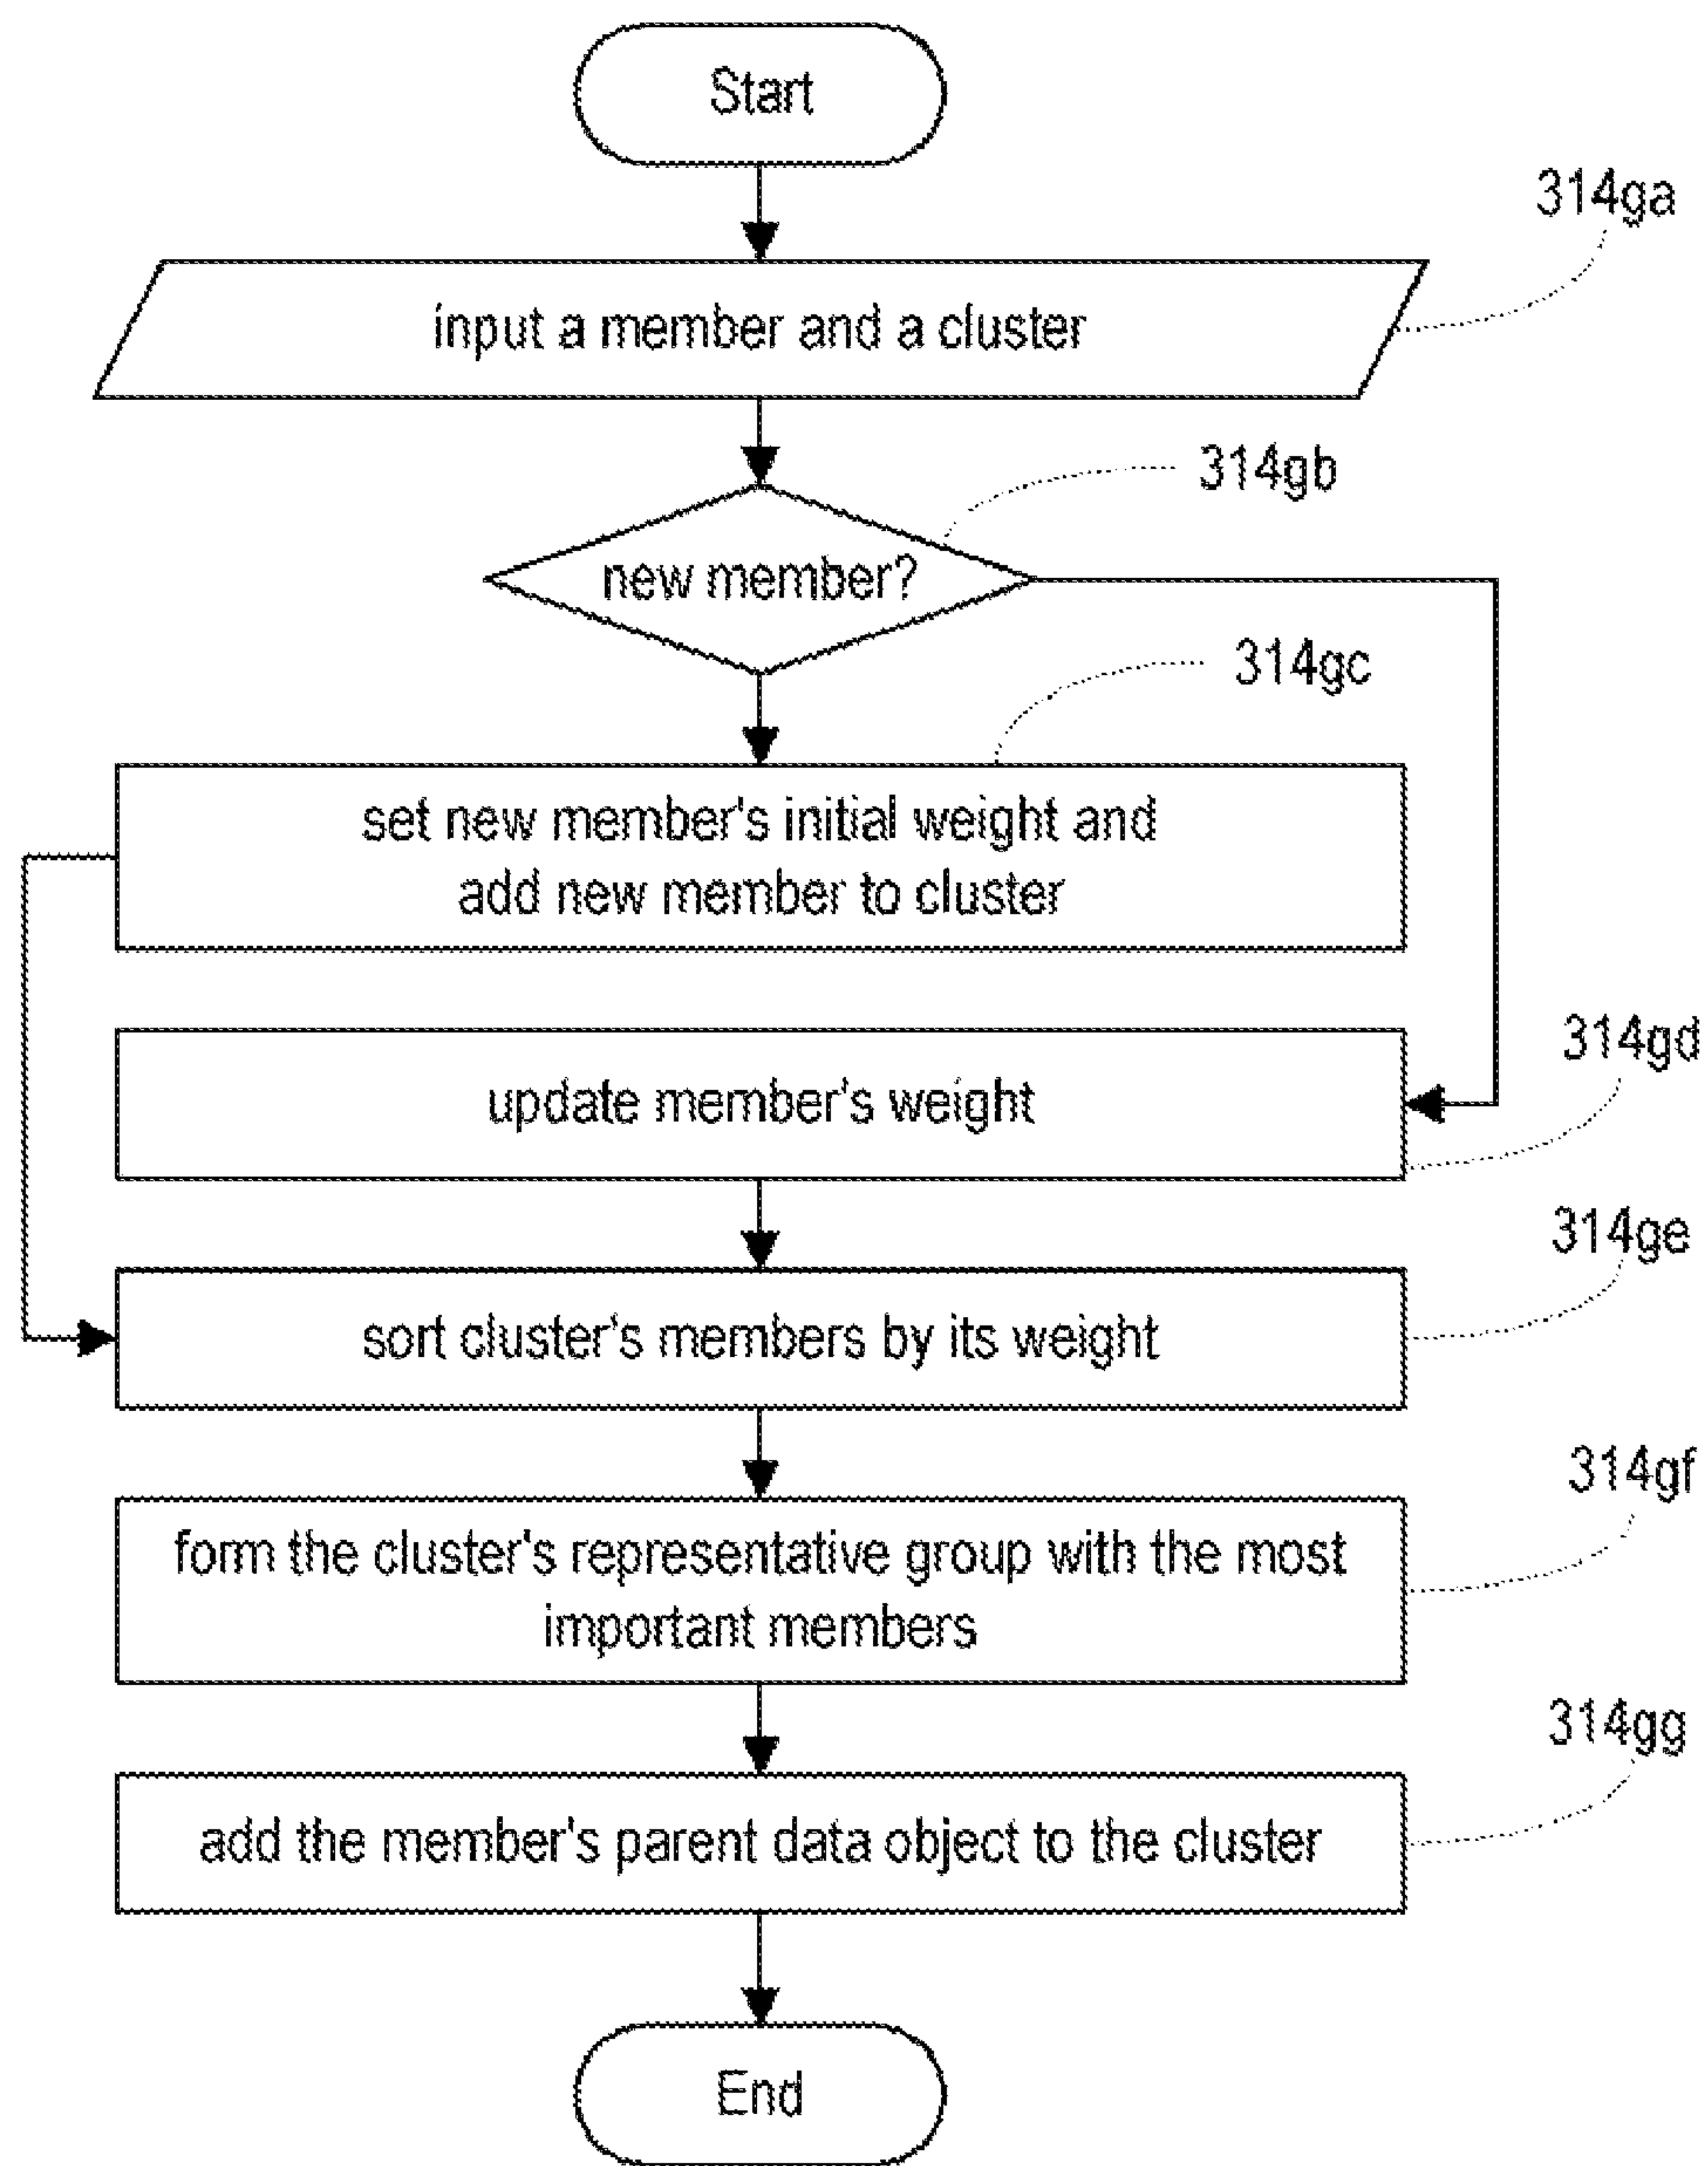 Start
314ga
input a member and a cluster
314gb
new member?
314gc
set new member's initial weight and
add new member to cluster
314gd
update member's weight
314ge
sort cluster's members by its weight
314gf
form the cluster's representative group with the most
important members
314gg
add the member's parent data object to the cluster
End